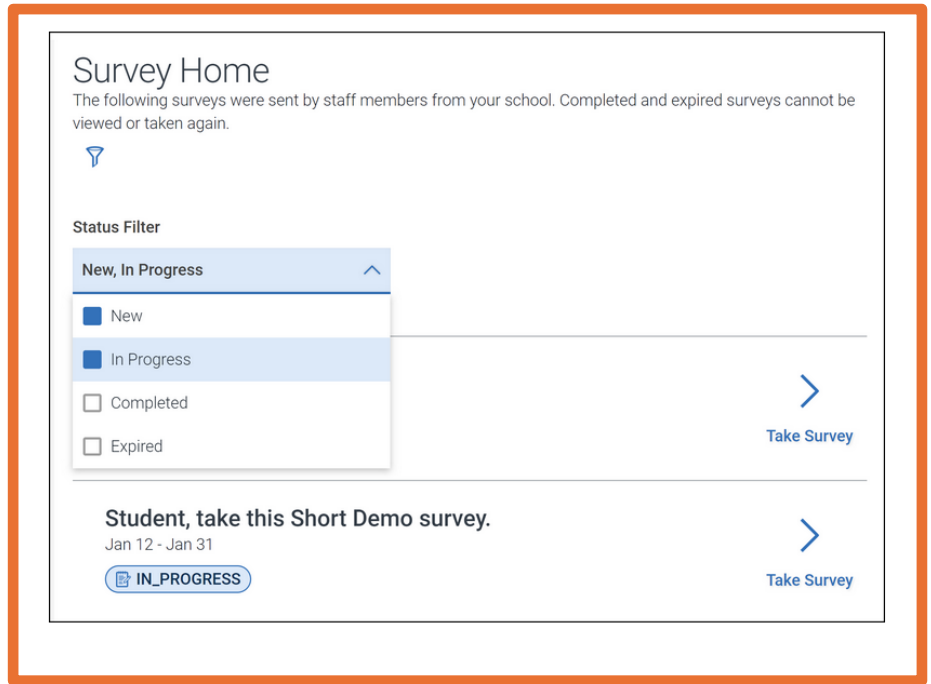 Survey Home
The following surveys were sent by staff members from your school. Completed and expired surveys cannot be
viewed or taken again.
Status Filter
New, In Progress
New
In Progress
Completed
Expired
Take Survey
Student, take this Short Demo survey.
Jan 12 - Jan 31
IN_PROGRESS
Take Survey